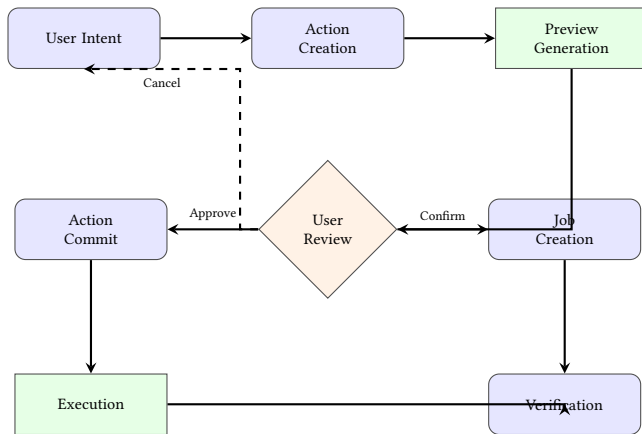 User Intent
Action
Creation
Preview
Generation
Cancel
Action
Commit
Approve
User
Review
Confirm
Job
Creation
Execution
Verification